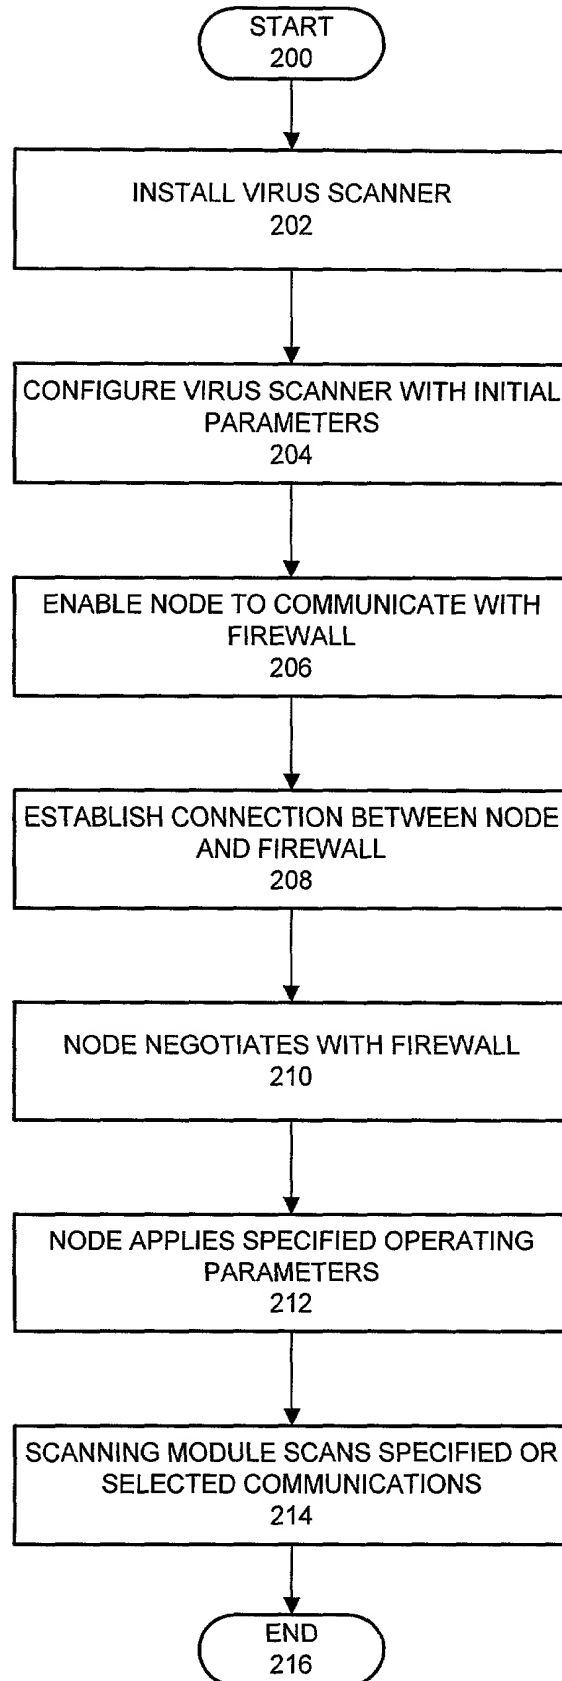 START
200
INSTALL VIRUS SCANNER
202
CONFIGURE VIRUS SCANNER WITH INITIAL
PARAMETERS
204
ENABLE NODE TO COMMUNICATE WITH
FIREWALL
206
ESTABLISH CONNECTION BETWEEN NODE
AND FIREWALL
208
NODE NEGOTIATES WITH FIREWALL
210
NODE APPLIES SPECIFIED OPERATING
PARAMETERS
212
SCANNING MODULE SCANS SPECIFIED OR
SELECTED COMMUNICATIONS
214
END
216